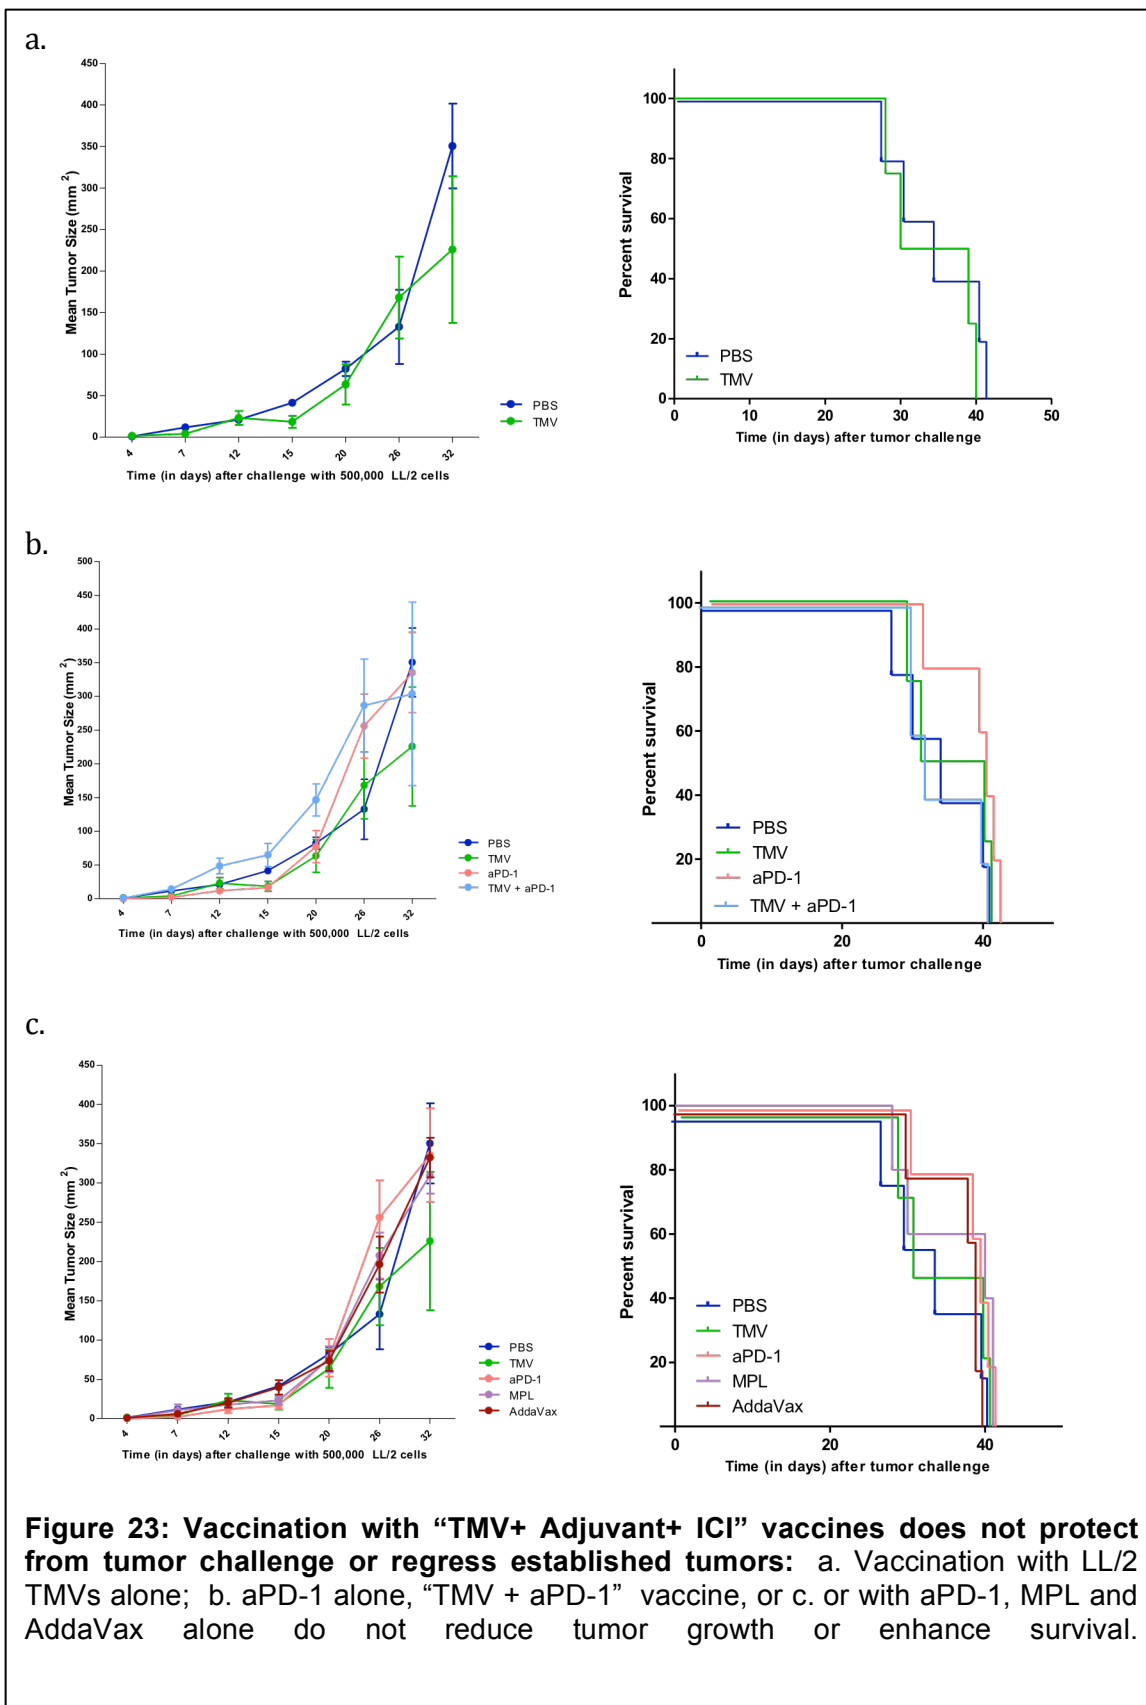 a.
450
400
350
300
250
200
150
100
50
0
Mean Tumor Size (mm 2)
4 7 12 15 20 26 32
Time (in days) after challenge with 500,000 LL/2 cells
PBS
TMV
100
80
60
40
20
0
Percent survival
PBS
TMV
0 10 20 30 40 50
Time (in days) after tumor challenge
b.
500
450
400
350
300
250
200
150
100
50
0
Mean Tumor Size (mm 2)
4 7 12 15 20 26 32
Time (in days) after challenge with 500,000 LL/2 cells
PBS
TMV
aPD-1
TMV + aPD-1
100
80
60
40
20
Percent survival
PBS
TMV
aPD-1
TMV + aPD-1
0 20 40
Time (in days) after tumor challenge
c.
450
400
350
300
250
200
150
100
50
0
Mean Tumor Size (mm 2)
4 7 12 15 20 26 32
Time (in days) after challenge with 500,000 LL/2 cells
PBS
TMV
aPD-1
MPL
AddaVax
100
80
60
40
20
Percent survival
PBS
TMV
aPD-1
MPL
AddaVax
0 20 40
Time (in days) after tumor challenge
Figure 23: Vaccination with “TMV+ Adjuvant+ ICI” vaccines does not protect
from tumor challenge or regress established tumors: a. Vaccination with LL/2
TMVs alone; b. aPD-1 alone, “TMV + aPD-1” vaccine, or c. or with aPD-1, MPL and
AddaVax alone do not reduce tumor growth or enhance survival.